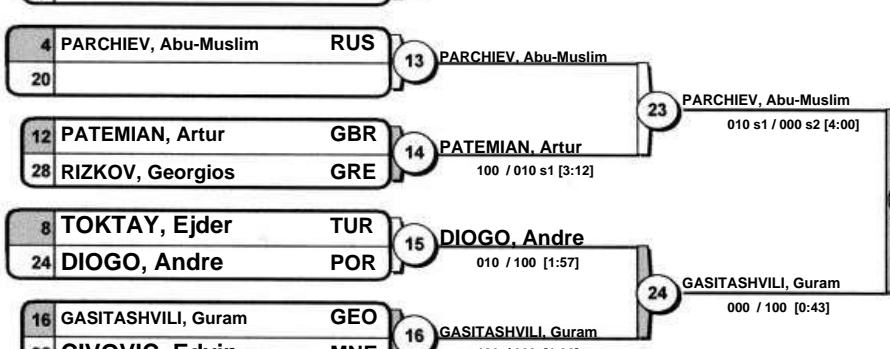 4 PARCHIEV, Abu-Muslim RUS
20
13 PARCHIEV, Abu-Muslim
23 PARCHIEV, Abu-Muslim
010 s1 / 000 s2 [4:00]
12 PATEMIAN, Artur GBR
28 RIZKOV, Georgios GRE
14 PATEMIAN, Artur
100 / 010 s1 [3:12]
8 TOKTAY, Ejder TUR
24 DIOGO, Andre POR
15 DIOGO, Andre
010 / 100 [1:57]
24 GASITASHVILI, Guram
000 / 100 [0:43]
16 GASITASHVILI, Guram GEO
16 GASITASHVILI, Guram